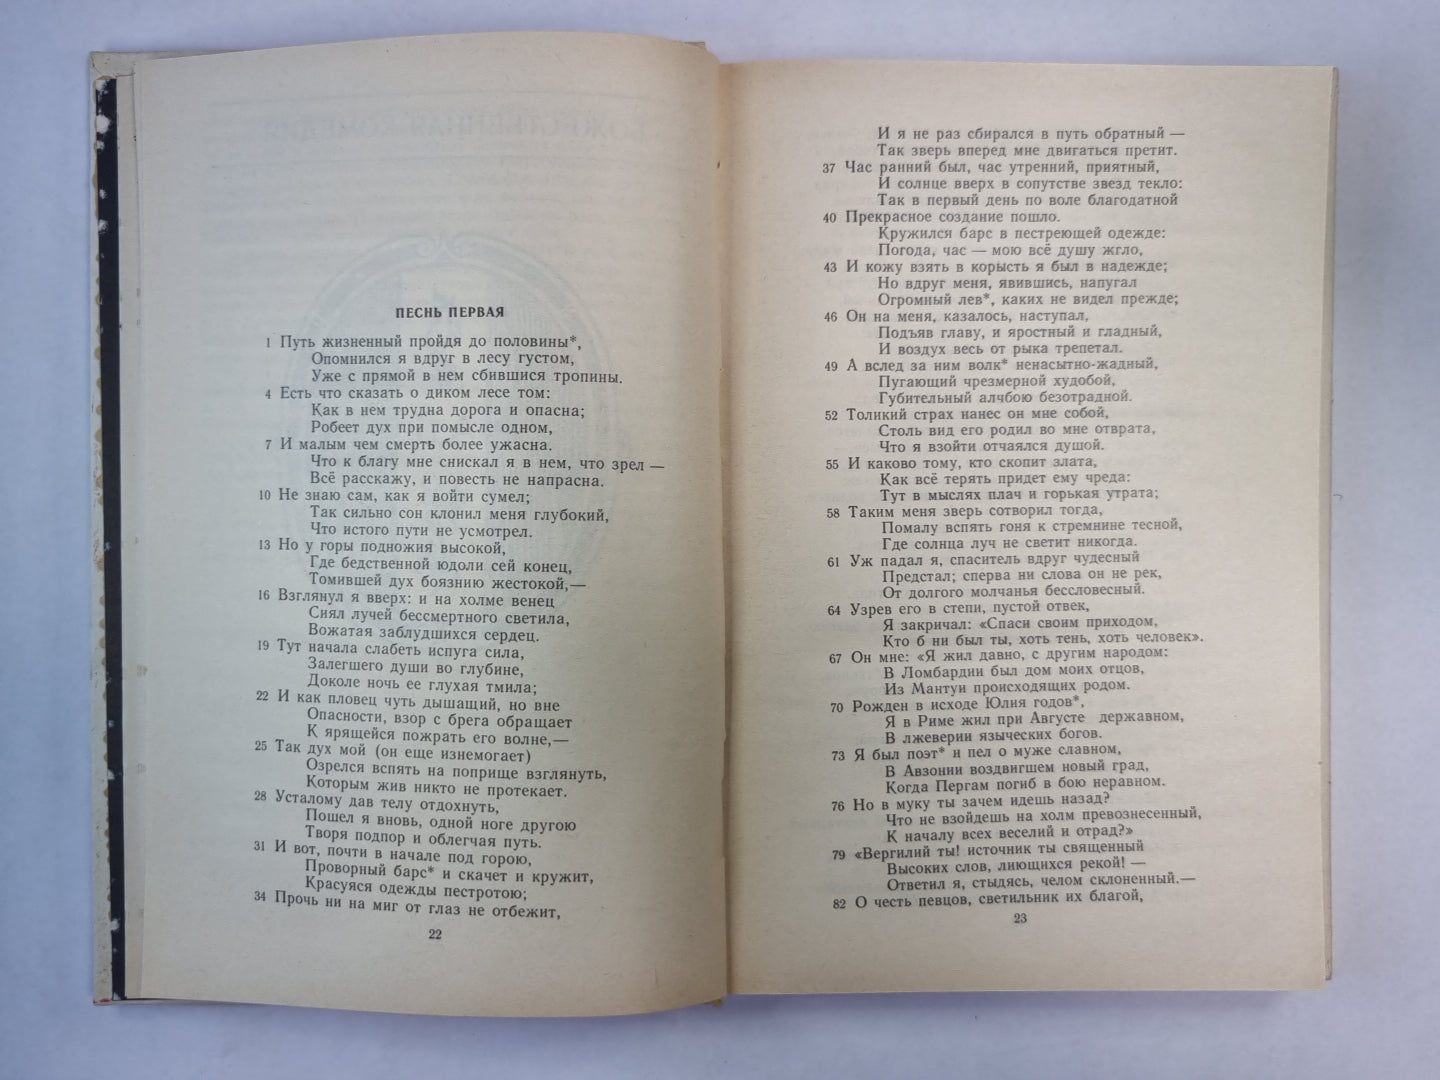 ПЕСНЬ ПЕРВАЯ
1 Путь жизненный пройдя до половины*,
Опомнился я вдруг в лесу густом,
Уже с прямой в нем сбившися тропины.
4 Есть что сказать о диком лесе том:
Как в нем трудна дорога и опасна;
Робеет дух при помысле одном,
7 И малым чем смерть более ужасна.
Что к благу мне снискал я в нем, что зрел —
Всё расскажу, и повесть не напрасна.
10 Не знаю сам, как я войти сумел;
Так сильно сон клонил меня глубокий,
Что истого пути не усмотрел.
13 Но у горы подножия высокой,
Где бедственной юдоли сей конец,
Томившей дух боязнию жестокой,—
16 Взглянул я вверх: и на холме венец
Сиял лучей бессмертного светила,
Вожатая заблудшихся сердец.
19 Тут начала слабеть испуга сила,
Залегшего души во глубине,
Доколе ночь ее глухая тмила;
22 И как пловец чуть дышащий, но вне
Опасности, взор с брега обращает
К ярящейся пожрать его волне,—
25 Так дух мой (он еще изнемогает)
Озрелся вспять на поприще взглянуть,
Которым жив никто не протекает.
28 Усталому дав телу отдохнуть,
Пошел я вновь, одной ноге другою
Творя подпор и облегчая путь.
31 И вот, почти в начале под горою,
Проворный барс* и скачет и кружит,
Красуяся одежды пестротою;
34 Прочь ни на миг от глаз не отбежит,
22
И я не раз сбирался в путь обратный —
Так зверь вперед мне двигаться претит.
37 Час ранний был, час утренний, приятный,
И солнце вверх в сопутстве звезд текло:
Так в первый день по воле благодатной
40 Прекрасное создание пошло.
Кружился барс в пестреющей одежде:
Погода, час — мою всё душу жгло,
43 И кожу взять в корысть я был в надежде;
Но вдруг меня, явившись, напугал
Огромный лев*, каких не видел прежде;
46 Он на меня, казалось, наступал,
Подъяв главу, и яростный и гладный,
И воздух весь от рыка трепетал.
49 А вслед за ним волк* ненасытно-жадный,
Пугающий чрезмерной худобой,
Губительный алчбою безотрадной.
52 Толикий страх нанес он мне собой,
Столь вид его родил во мне отврата,
Что я взойти отчаялся душой.
55 И каково тому, кто скопит злата,
Как всё терять придет ему чреда:
Тут в мыслях плач и горькая утрата;
58 Таким меня зверь сотворил тогда,
Помалу вспять гоня к стремнине тесной,
Где солнца луч не светит никогда.
61 Уж падал я, спаситель вдруг чудесный
Предстал; сперва ни слова он не рек,
От долгого молчанья бессловесный.
64 Узрев его в степи, пустой отвек,
Я закричал: «Спаси своим приходом,
Кто б ни был ты, хоть тень, хоть человек».
67 Он мне: «Я жил давно, с другим народом:
В Ломбардии был дом моих отцов,
Из Мантуи происходящих родом.
70 Рожден в исходе Юлия годов*,
Я в Риме жил при Августе державном,
В лжеверии языческих богов.
73 Я был поэт* и пел о муже славном,
В Авзонии воздвигшем новый град,
Когда Пергам погиб в бою неравном.
76 Но в муку ты зачем идешь назад?
Что не взойдешь на холм превознесенный,
К началу всех веселий и отрад?»
79 «Вергилий ты! источник ты священный
Высоких слов, лиющихся рекой! —
Ответил я, стыдясь, челом склоненный.—
82 О честь певцов, светильник их благой,
23